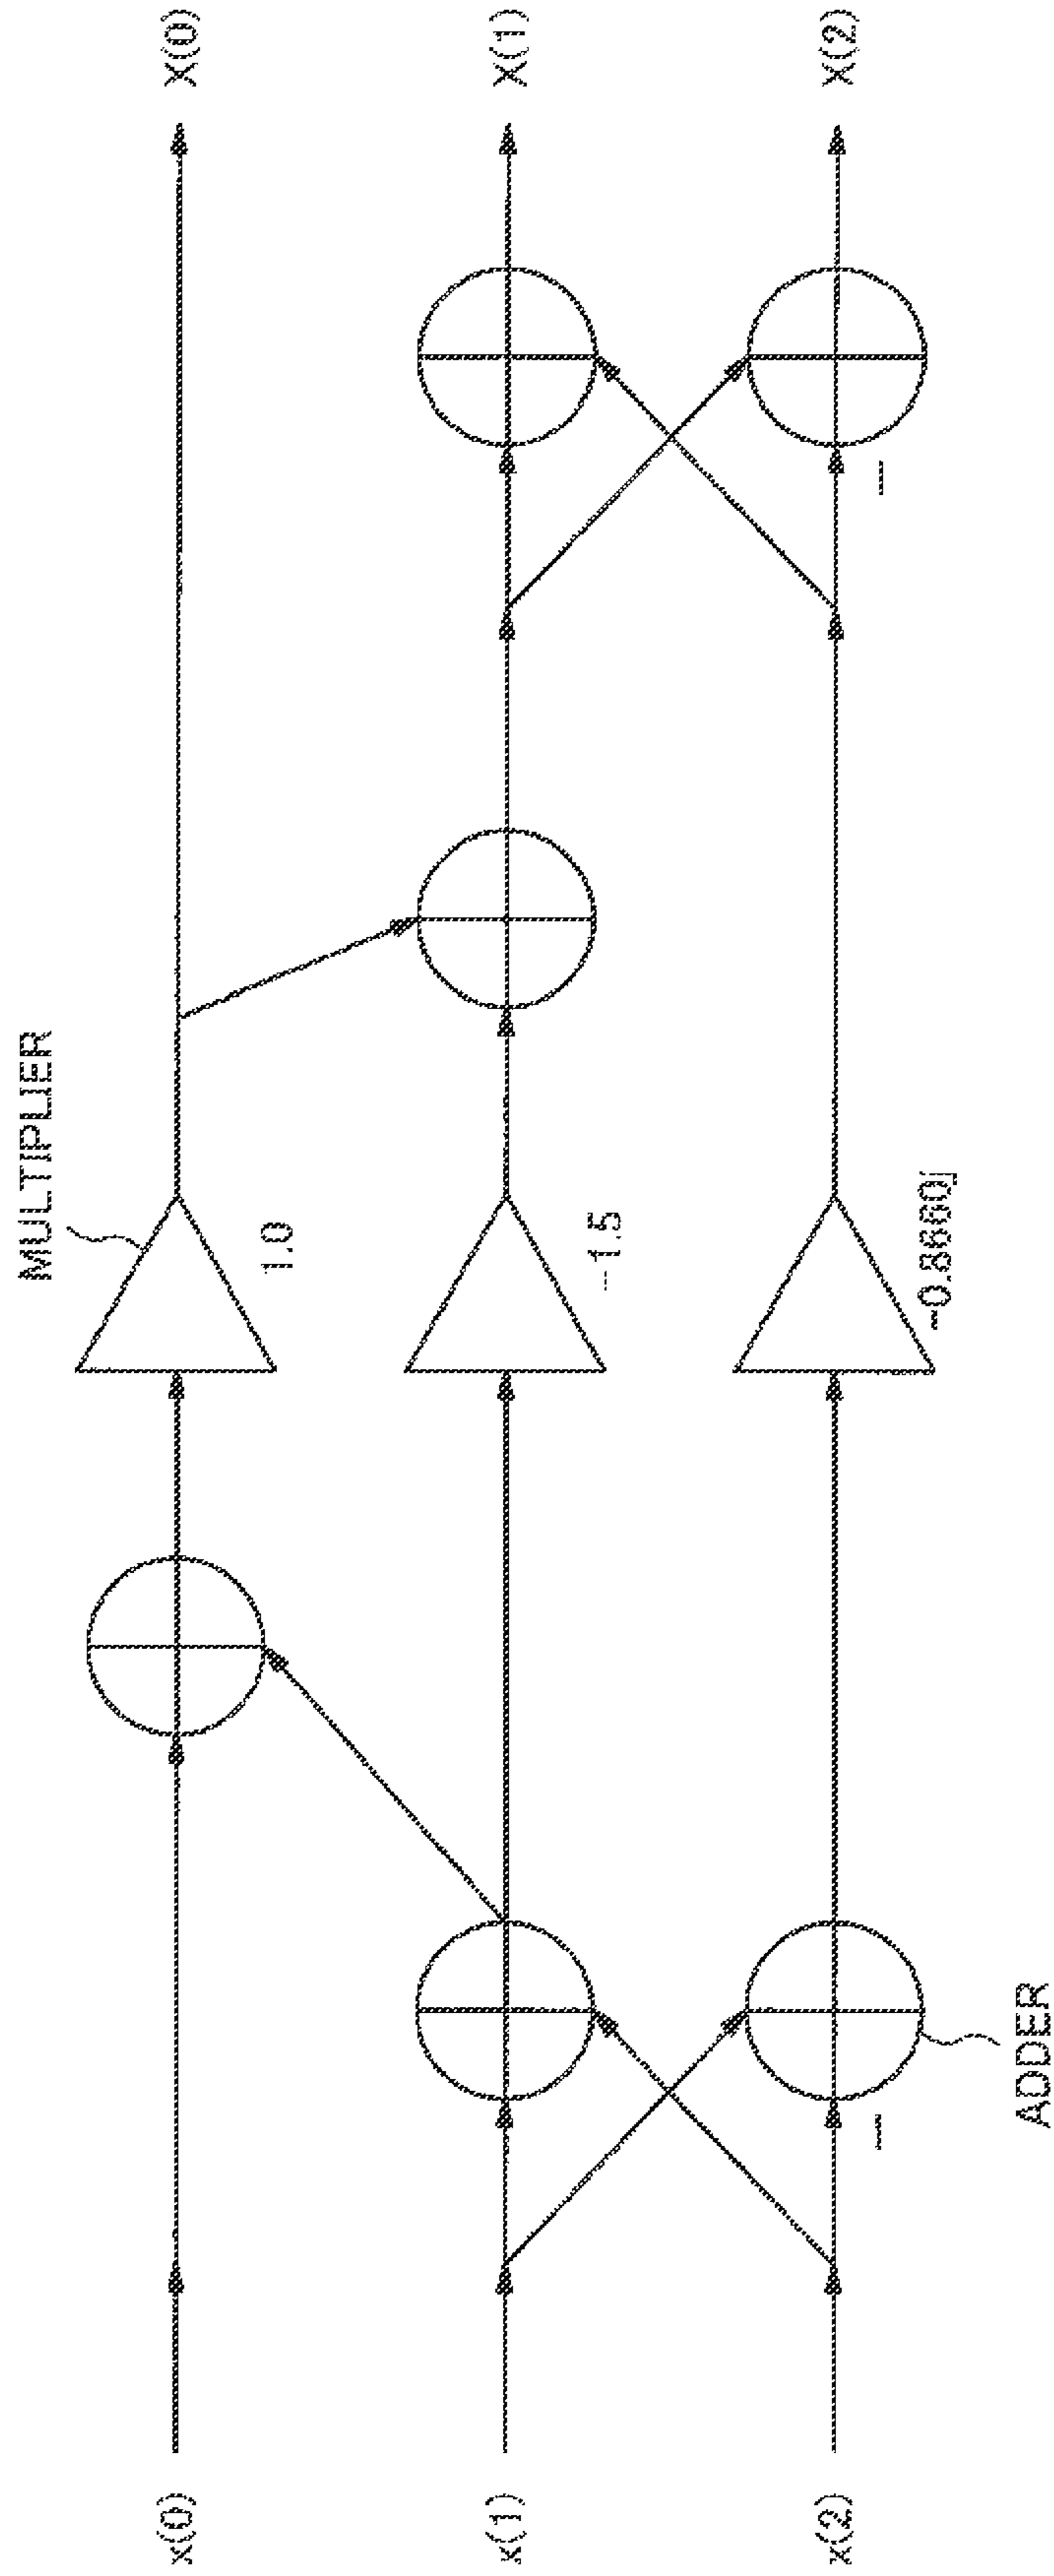 MULTIPLIER
x(0)
1.0
X(0)
x(1)
−1.5
X(1)
x(2)
−
−0.8660j
−
X(2)
ADDER